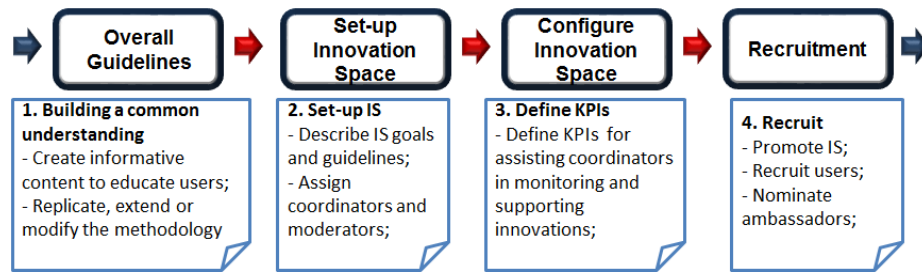 Overall
Guidelines
Set-up
Innovation
Space
Configure
Innovation
Space
Recruitment
1. Building a common
understanding
- Create informative
content to educate users;
- Replicate, extend or
modify the methodology
2. Set-up IS
- Describe IS goals
and guidelines;
- Assign
coordinators and
moderators;
3. Define KPIs
- Define KPIs for
assisting coordinators
in monitoring and
supporting
innovations;
4. Recruit
- Promote IS;
- Recruit users;
- Nominate
ambassadors;